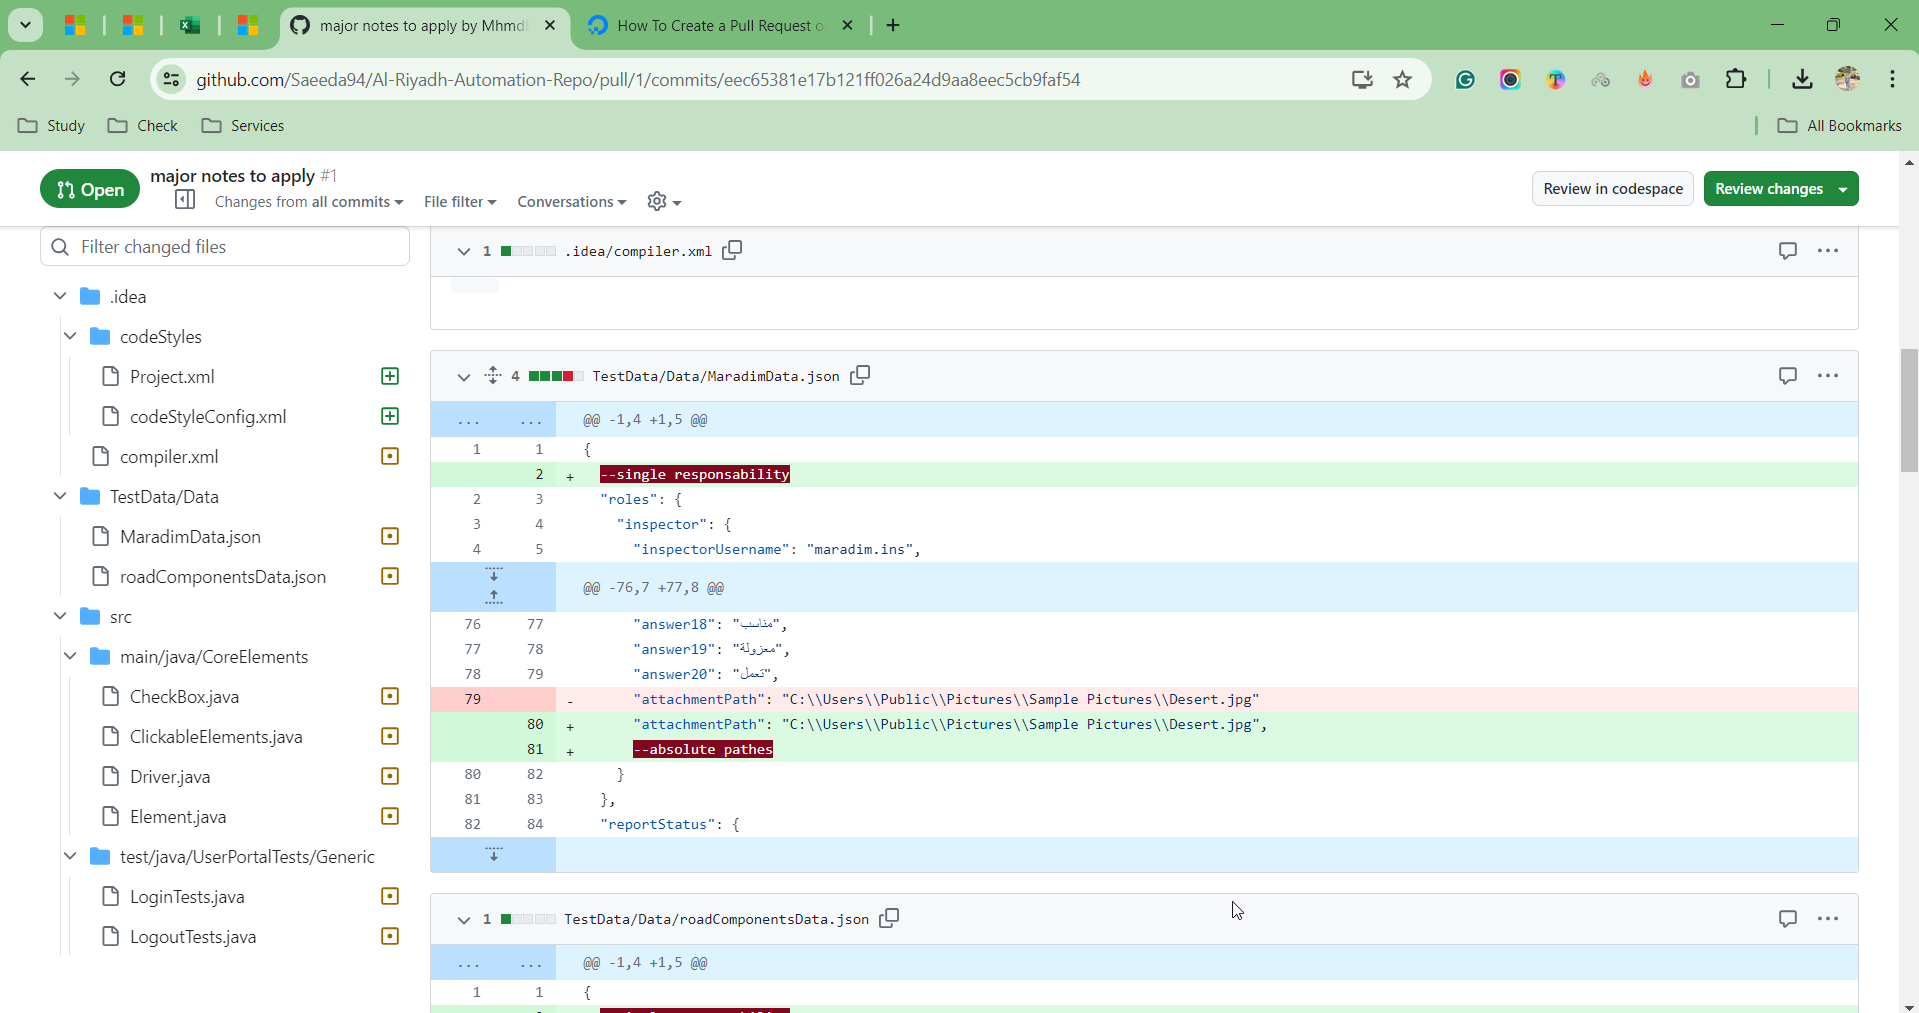 major notes to apply by Mhmd
How To Create a Pull Request o
github.com/Saeeda94/Al-Riyadh-Automation-Repo/pull/1/commits/eec65381e17b121ff026a24d9aa8eec5cb9faf54
Study
Check
Services
All Bookmarks
Open
major notes to apply #1
Changes from all commits
File filter
Conversations
Review in codespace
Review changes
Filter changed files
.idea
codeStyles
Project.xml
codeStyleConfig.xml
compiler.xml
TestData/Data
MaradimData.json
roadComponentsData.json
src
main/java/CoreElements
CheckBox.java
ClickableElements.java
Driver.java
Element.java
test/java/UserPortalTests/Generic
LoginTests.java
LogoutTests.java
1 .idea/compiler.xml
4 TestData/Data/MaradimData.json
... ... @@ -1,4 +1,5 @@
1 1 {
2 + --single responsability
2 3 "roles": {
3 4 "inspector": {
4 5 "inspectorUsername": "maradim.ins",
@@ -76,7 +77,8 @@
76 77 "answer18": "مناسب",
77 78 "answer19": "معزولة",
78 79 "answer20": "تعمل",
79 - "attachmentPath": "C:\\Users\\Public\\Pictures\\Sample Pictures\\Desert.jpg"
80 + "attachmentPath": "C:\\Users\\Public\\Pictures\\Sample Pictures\\Desert.jpg",
81 + --absolute pathes
80 82 }
81 83 },
82 84 "reportStatus": {
1 TestData/Data/roadComponentsData.json
... ... @@ -1,4 +1,5 @@
1 1 {